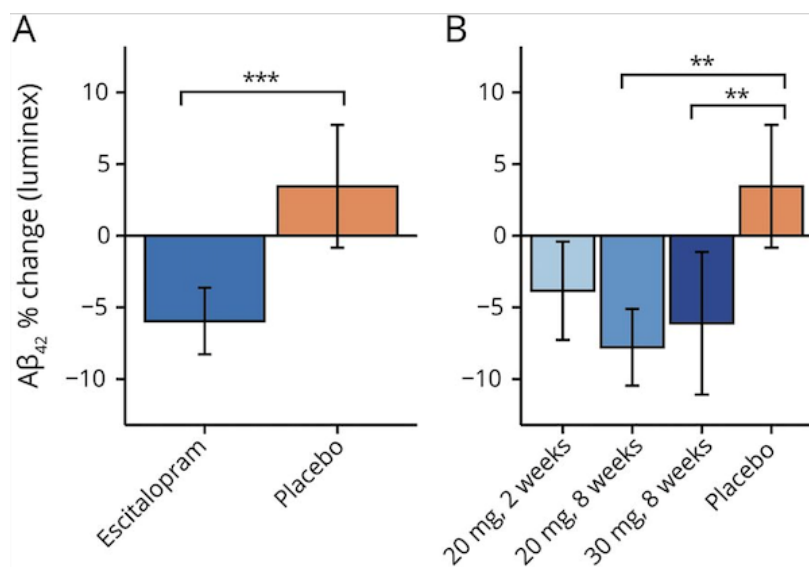 A
Aβ42 % change (luminex)
10
5
0
−5
−10
***
Escitalopram
Placebo
B
10
5
0
−5
−10
**
**
20 mg, 2 weeks
20 mg, 8 weeks
30 mg, 8 weeks
Placebo